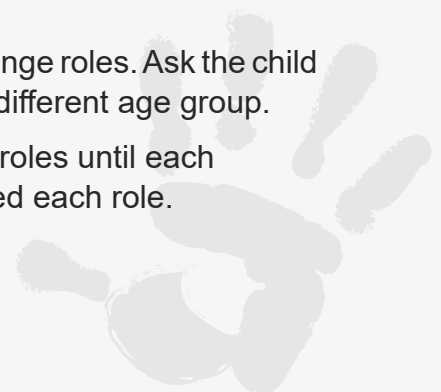 nge roles. Ask the child
different age group.
roles until each
ed each role.